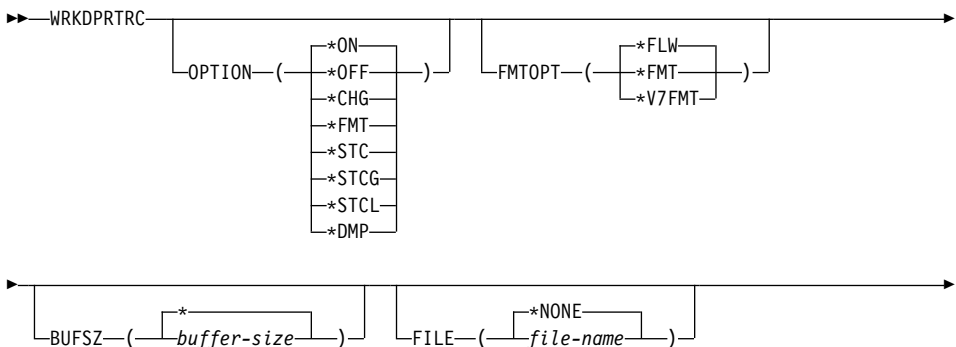 WRKDPRTRC
OPTION ( *ON ) FMTOPT ( *FLW )
*OFF *FMT
*CHG *V7FMT
*FMT
*STC
*STCG
*STCL
*DMP
BUFSZ ( * ) FILE ( *NONE )
buffer-size file-name